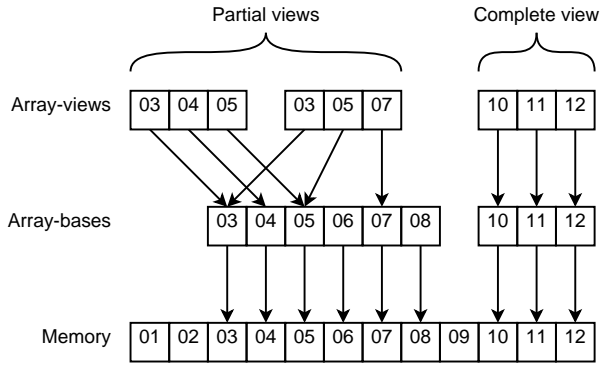 Partial views Complete view
Array-views 03 04 05 03 05 07 10 11 12
Array-bases 03 04 05 06 07 08 10 11 12
Memory 01 02 03 04 05 06 07 08 09 10 11 12